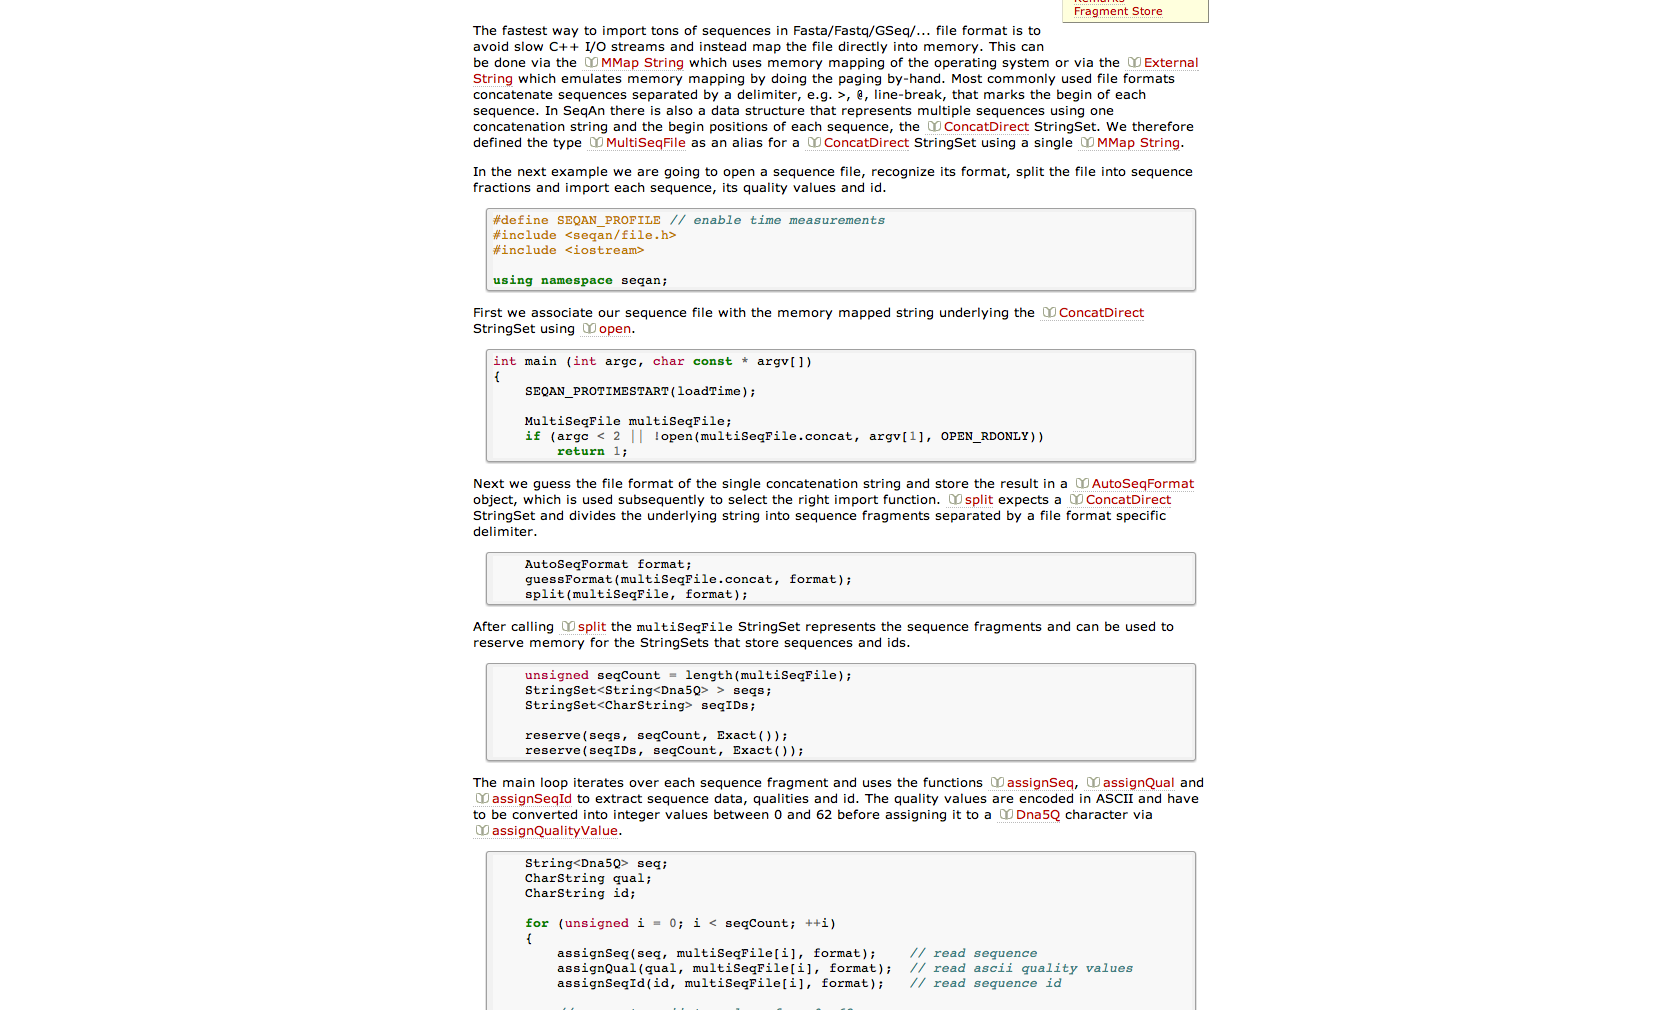 Fragment Store
The fastest way to import tons of sequences in Fasta/Fastq/GSeq/... file format is to
avoid slow C++ I/O streams and instead map the file directly into memory. This can
be done via the MMap String which uses memory mapping of the operating system or via the External
String which emulates memory mapping by doing the paging by-hand. Most commonly used file formats
concatenate sequences separated by a delimiter, e.g. >, @, line-break, that marks the begin of each
sequence. In SeqAn there is also a data structure that represents multiple sequences using one
concatenation string and the begin positions of each sequence, the ConcatDirect StringSet. We therefore
defined the type MultiSeqFile as an alias for a ConcatDirect StringSet using a single MMap String.
In the next example we are going to open a sequence file, recognize its format, split the file into sequence
fractions and import each sequence, its quality values and id.
#define SEQAN_PROFILE // enable time measurements
#include <seqan/file.h>
#include <iostream>
using namespace seqan;
First we associate our sequence file with the memory mapped string underlying the ConcatDirect
StringSet using open.
int main (int argc, char const * argv[])
{
SEQAN_PROTIMESTART(loadTime);
MultiSeqFile multiSeqFile;
if (argc < 2 || !open(multiSeqFile.concat, argv[1], OPEN_RDONLY))
return 1;
Next we guess the file format of the single concatenation string and store the result in a AutoSeqFormat
object, which is used subsequently to select the right import function. split expects a ConcatDirect
StringSet and divides the underlying string into sequence fragments separated by a file format specific
delimiter.
AutoSeqFormat format;
guessFormat(multiSeqFile.concat, format);
split(multiSeqFile, format);
After calling split the multiSeqFile StringSet represents the sequence fragments and can be used to
reserve memory for the StringSets that store sequences and ids.
unsigned seqCount = length(multiSeqFile);
StringSet<String<Dna5Q> > seqs;
StringSet<CharString> seqIDs;
reserve(seqs, seqCount, Exact());
reserve(seqIDs, seqCount, Exact());
The main loop iterates over each sequence fragment and uses the functions assignSeq, assignQual and
assignSeqId to extract sequence data, qualities and id. The quality values are encoded in ASCII and have
to be converted into integer values between 0 and 62 before assigning it to a Dna5Q character via
assignQualityValue.
String<Dna5Q> seq;
CharString qual;
CharString id;
for (unsigned i = 0; i < seqCount; ++i)
{
assignSeq(seq, multiSeqFile[i], format); // read sequence
assignQual(qual, multiSeqFile[i], format); // read ascii quality values
assignSeqId(id, multiSeqFile[i], format); // read sequence id